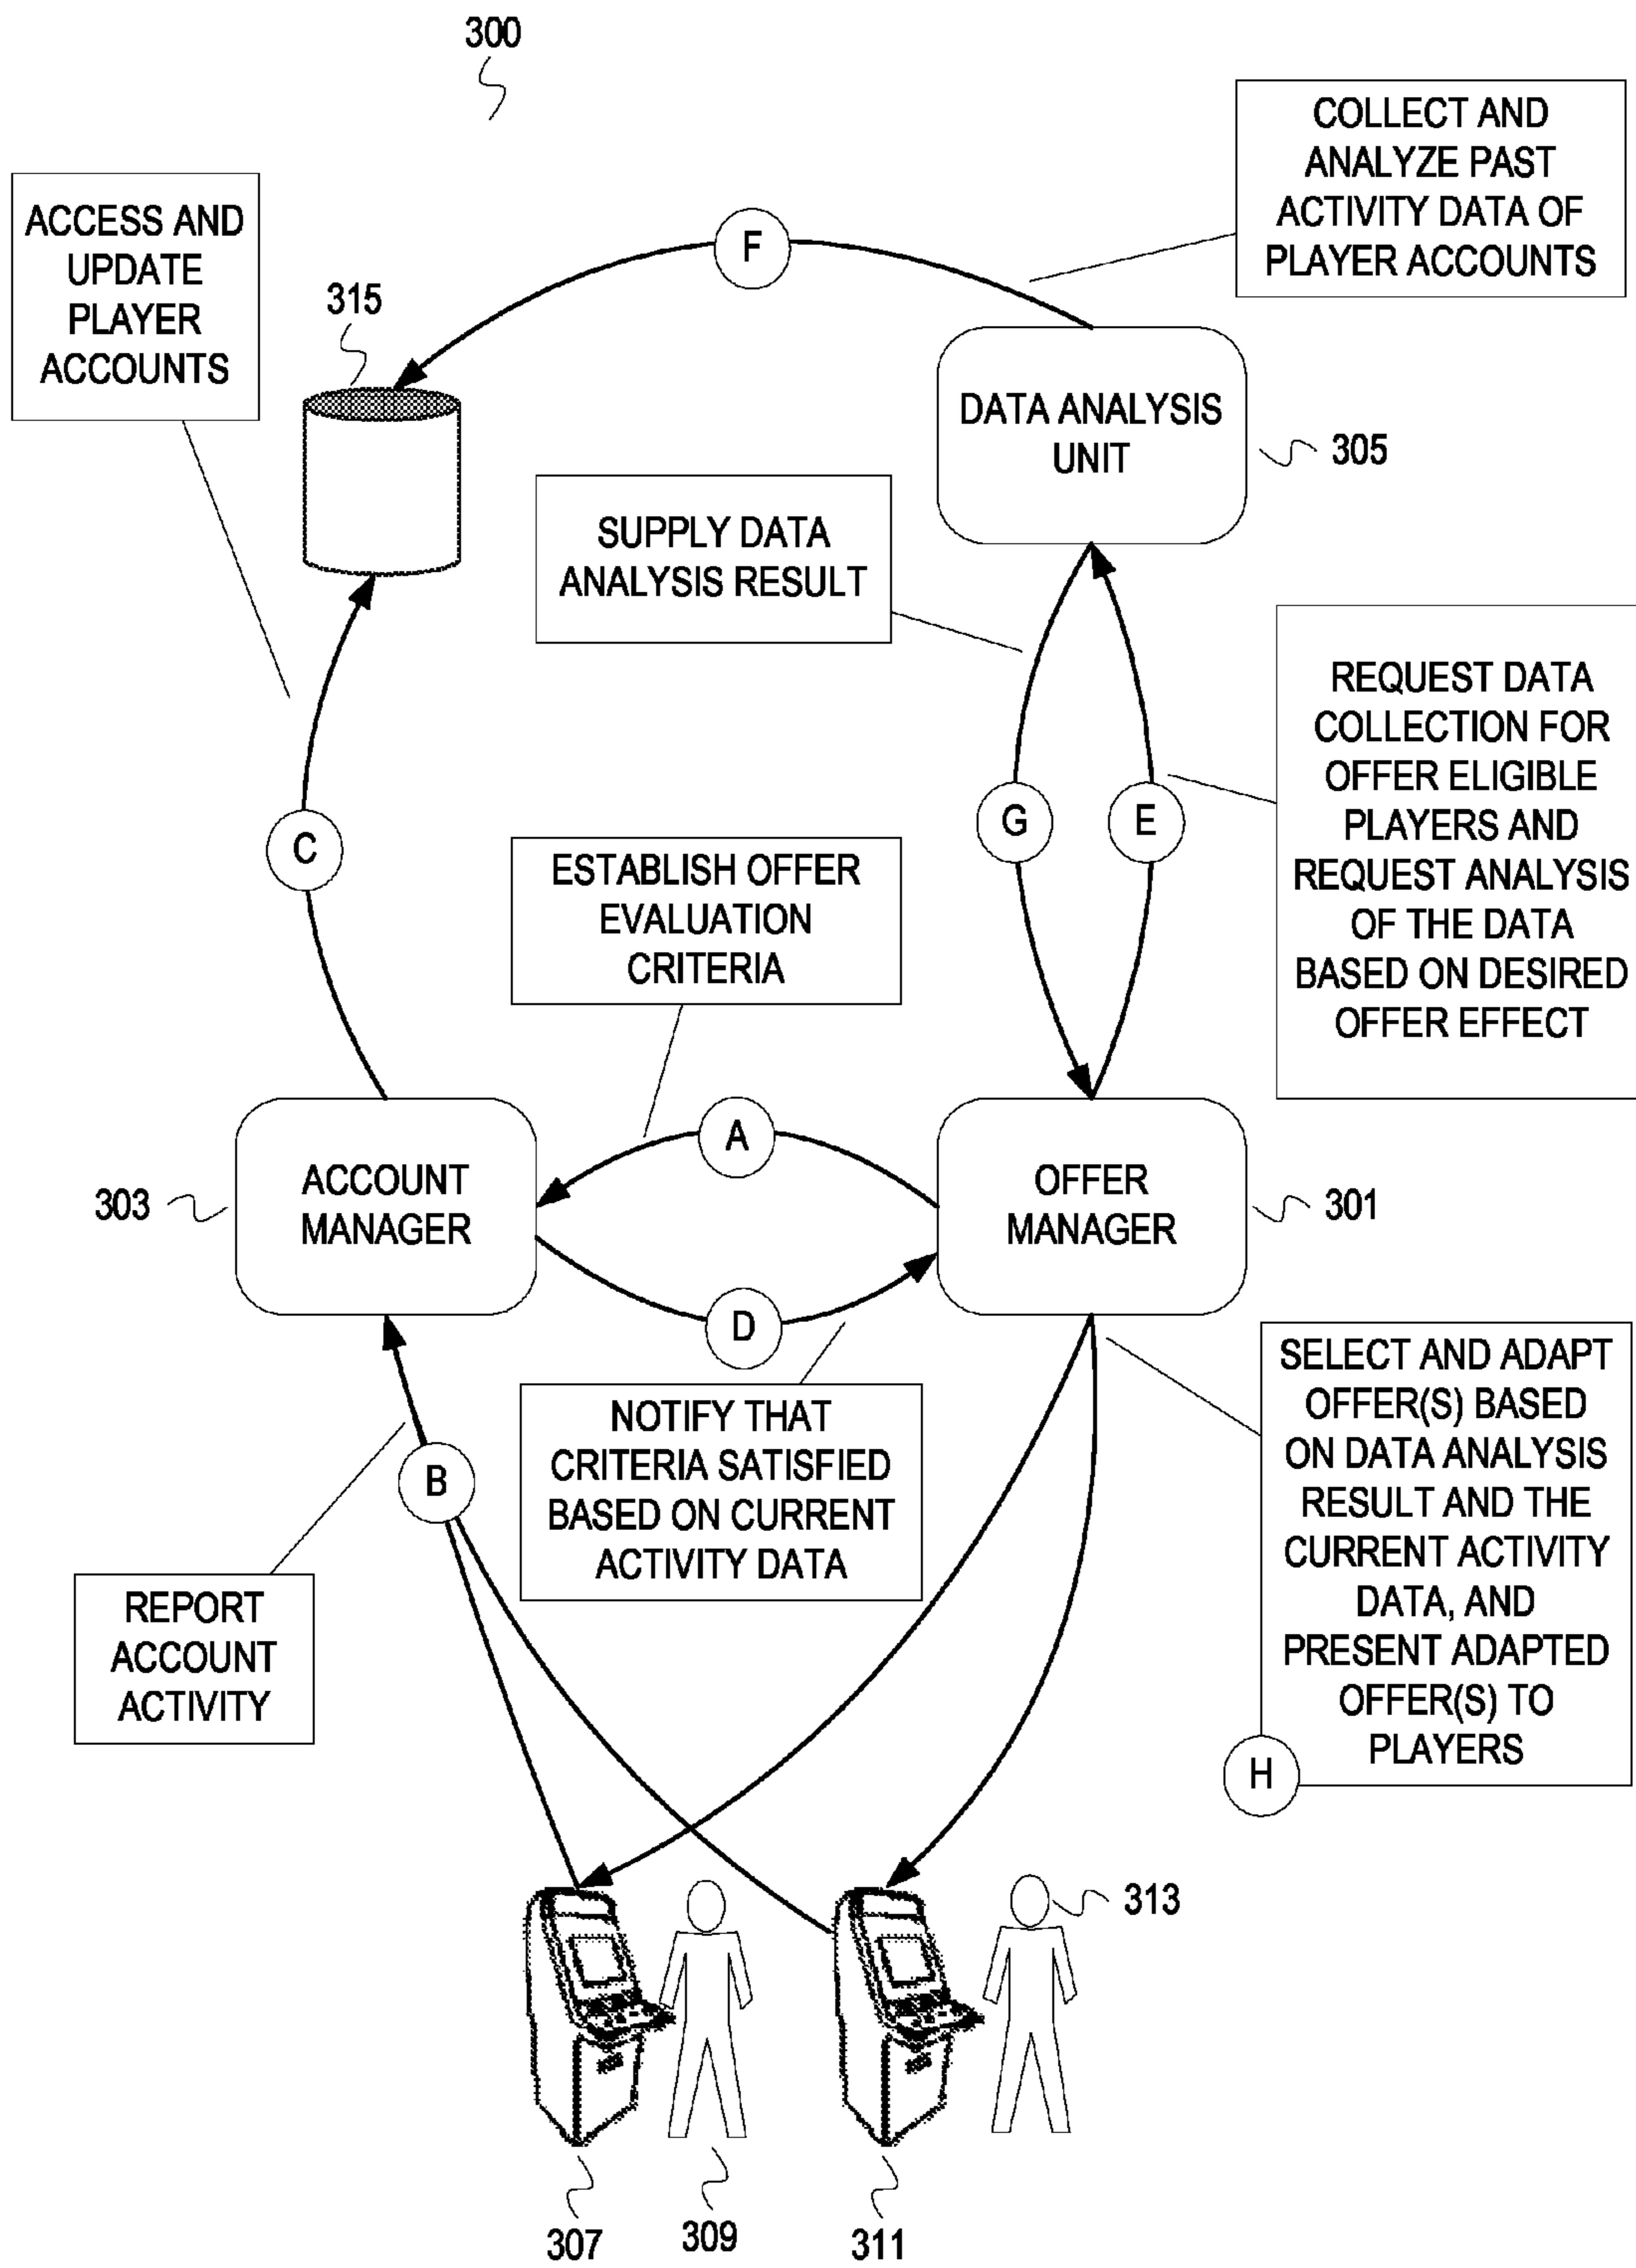 300
COLLECT AND
ANALYZE PAST
ACTIVITY DATA OF
PLAYER ACCOUNTS
ACCESS AND
UPDATE
PLAYER
ACCOUNTS
F
315
DATA ANALYSIS
UNIT
305
SUPPLY DATA
ANALYSIS RESULT
REQUEST DATA
COLLECTION FOR
OFFER ELIGIBLE
PLAYERS AND
REQUEST ANALYSIS
OF THE DATA
BASED ON DESIRED
OFFER EFFECT
G
E
C
ESTABLISH OFFER
EVALUATION
CRITERIA
A
ACCOUNT
MANAGER
303
OFFER
MANAGER
301
D
NOTIFY THAT
CRITERIA SATISFIED
BASED ON CURRENT
ACTIVITY DATA
SELECT AND ADAPT
OFFER(S) BASED
ON DATA ANALYSIS
RESULT AND THE
CURRENT ACTIVITY
DATA, AND
PRESENT ADAPTED
OFFER(S) TO
PLAYERS
H
B
REPORT
ACCOUNT
ACTIVITY
313
307
309
311